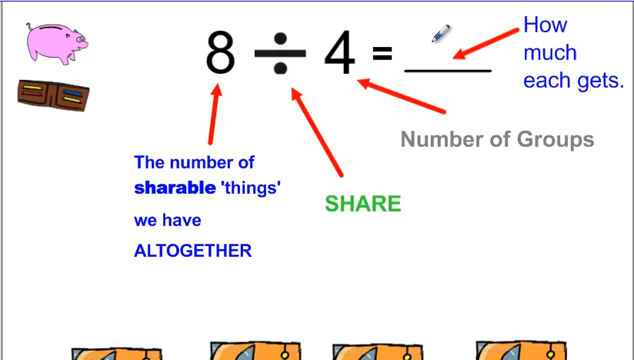 8 ÷ 4 = ____
How
much
each gets.
Number of Groups
The number of
sharable 'things'
we have
ALTOGETHER
SHARE